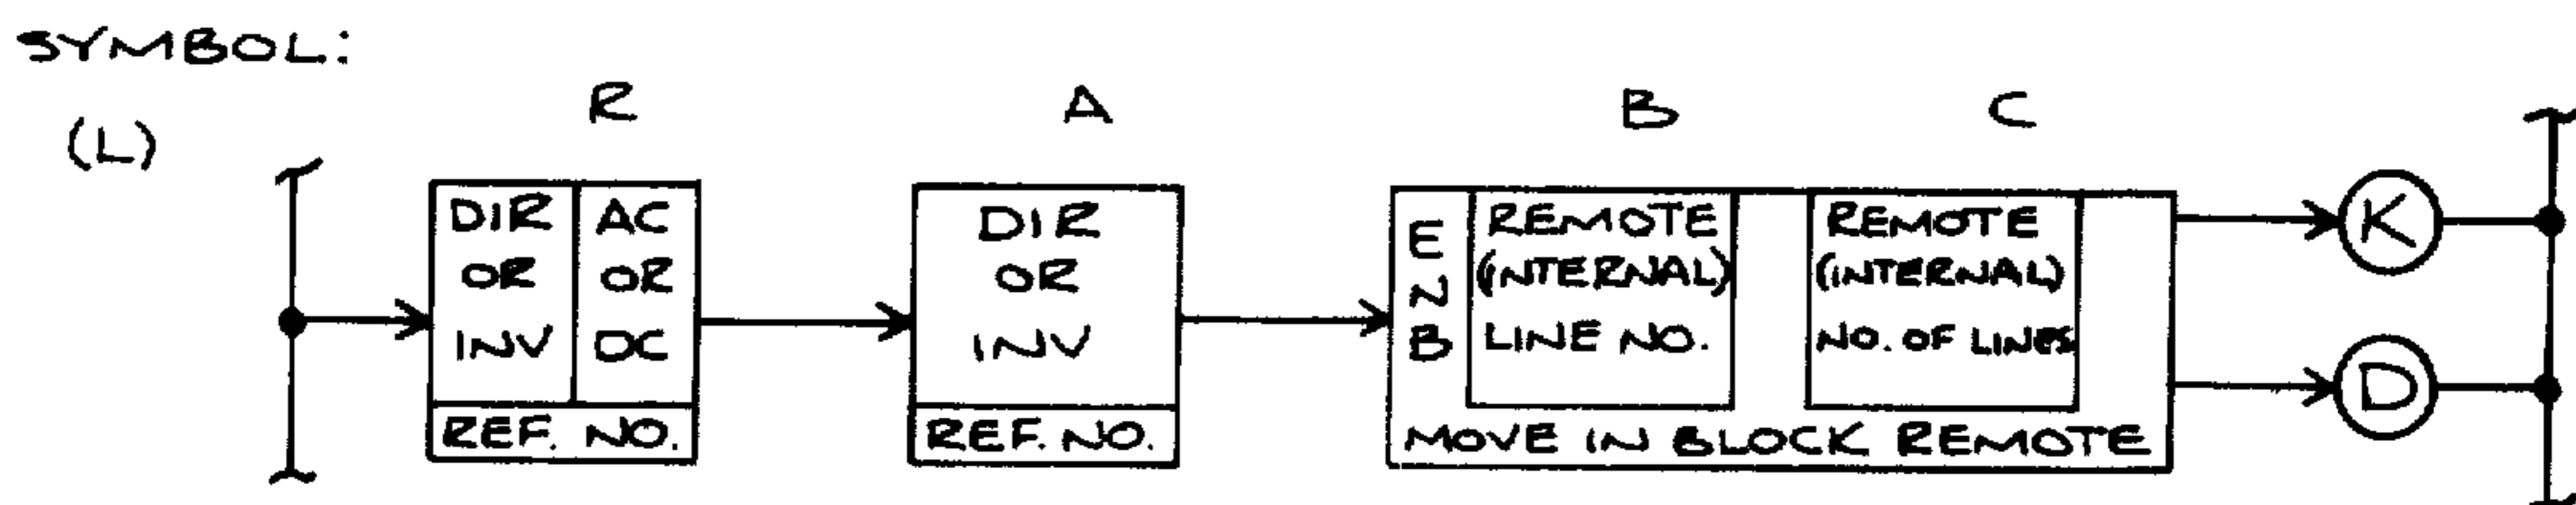 SYMBOL:
(L)
R A B C
DIR OR INV
AC OR DC
REF. NO.
DIR OR INV
REF. NO.
ENB
REMOTE
(INTERNAL)
LINE NO.
REMOTE
(INTERNAL)
NO. OF LINES
MOVE IN BLOCK REMOTE
K
D